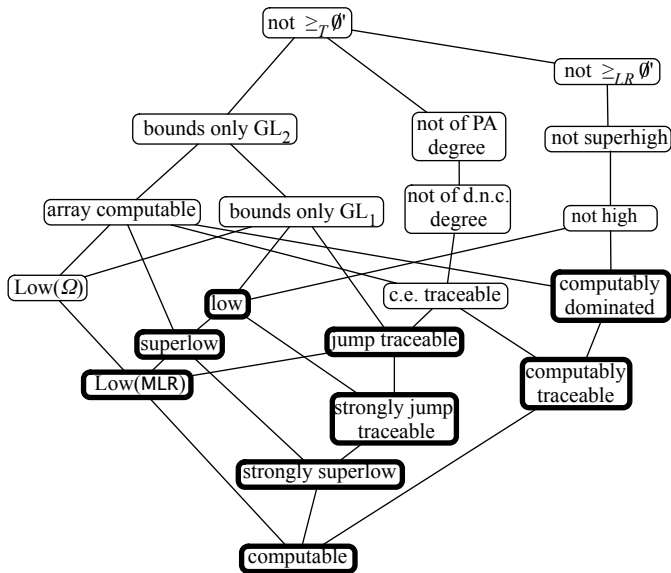 not ≥T ∅'
not ≥LR ∅'
bounds only GL2
not of PA
degree
not superhigh
array computable
bounds only GL1
not of d.n.c.
degree
not high
Low(Ω)
low
c.e. traceable
computably
dominated
superlow
jump traceable
Low(MLR)
computably
traceable
strongly jump
traceable
strongly superlow
computable